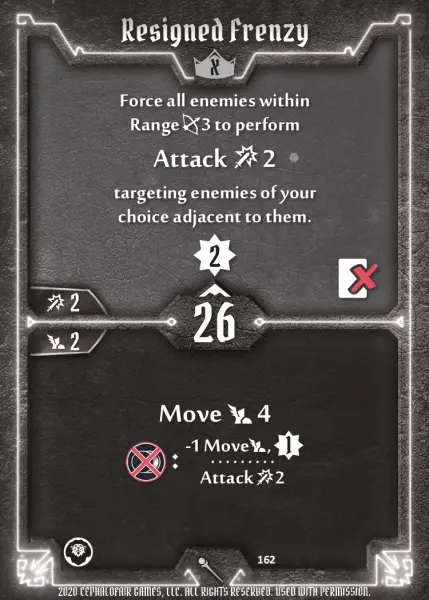 Resigned Frenzy
X
Force all enemies within
Range 3 to perform
Attack 2
targeting enemies of your
choice adjacent to them.
2
2
26
2
Move 4
: -1 Move, 1
Attack 2
162
2020 CEPHALOFAIR GAMES, LLC. ALL RIGHTS RESERVED. USED WITH PERMISSION.